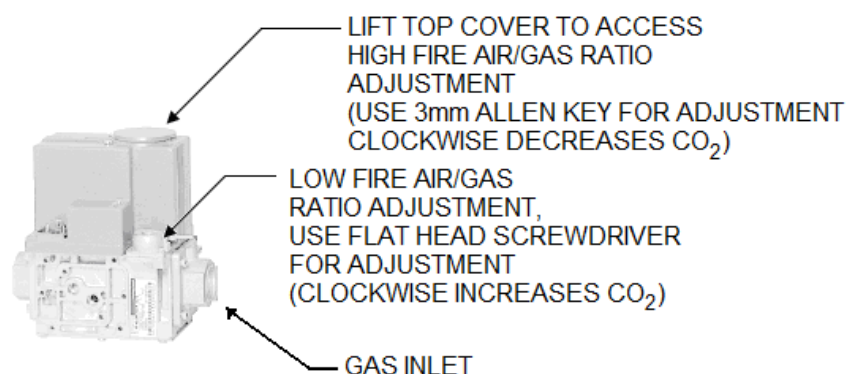 LIFT TOP COVER TO ACCESS
HIGH FIRE AIR/GAS RATIO
ADJUSTMENT
(USE 3mm ALLEN KEY FOR ADJUSTMENT
CLOCKWISE DECREASES CO₂)
LOW FIRE AIR/GAS
RATIO ADJUSTMENT,
USE FLAT HEAD SCREWDRIVER
FOR ADJUSTMENT
(CLOCKWISE INCREASES CO₂)
GAS INLET